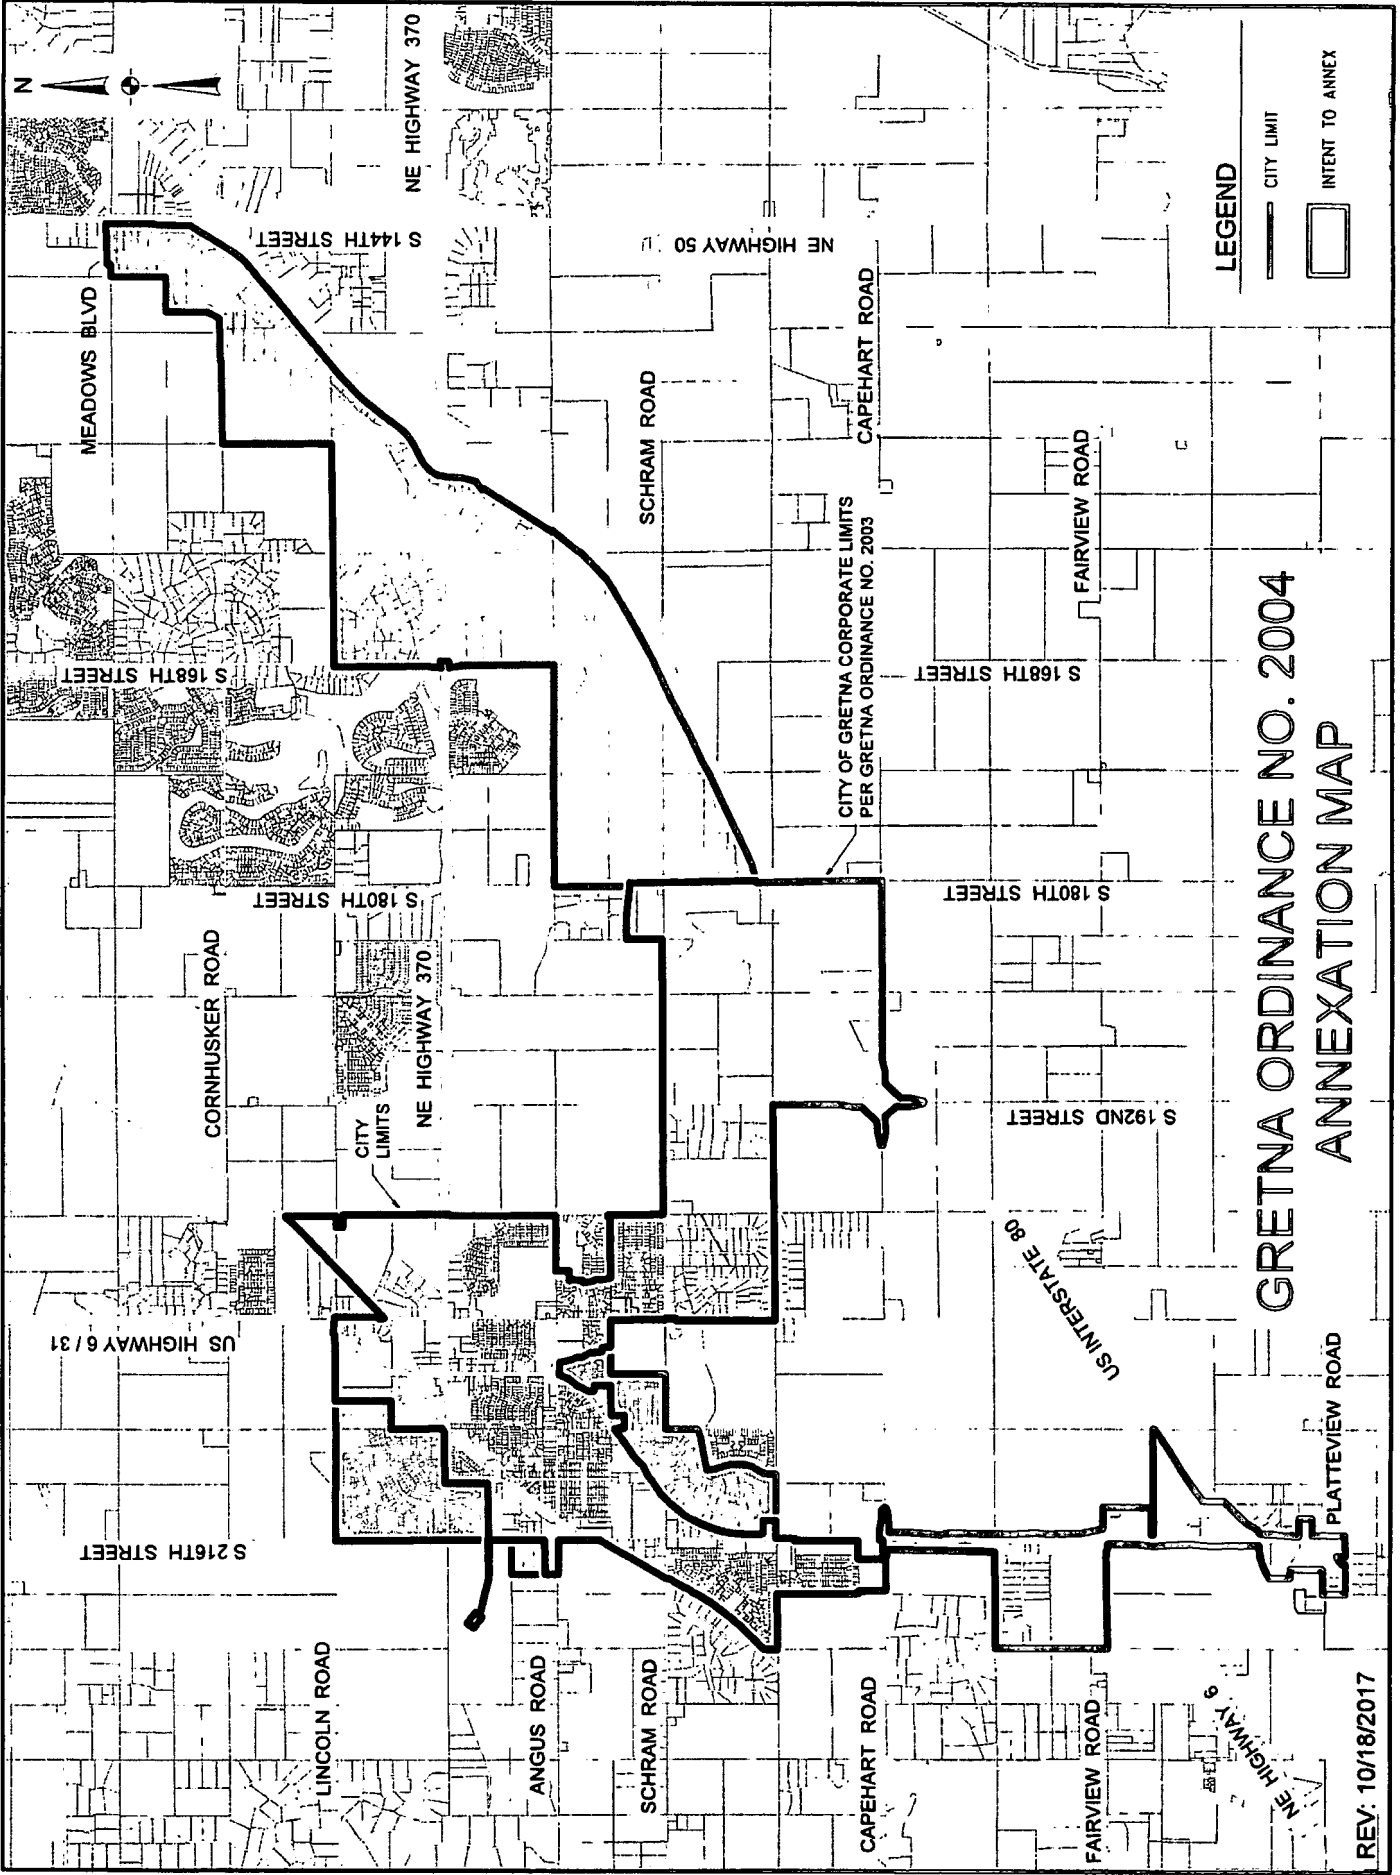 N
MEADOWS BLVD
S 144TH STREET
NE HIGHWAY 370
NE HIGHWAY 50
SCHRAM ROAD
CAPEHART ROAD
FAIRVIEW ROAD
LEGEND
CITY LIMIT
INTENT TO ANNEX
S 168TH STREET
S 168TH STREET
CITY OF GRETNA CORPORATE LIMITS
PER GRETNA ORDINANCE NO. 2003
S 180TH STREET
S 180TH STREET
CORNHUSKER ROAD
NE HIGHWAY 370
CITY
LIMITS
S 192ND STREET
US HIGHWAY 6 / 31
US INTERSTATE 80
S 216TH STREET
PLATTEVIEW ROAD
LINCOLN ROAD
ANGUS ROAD
SCHRAM ROAD
CAPEHART ROAD
FAIRVIEW ROAD
NE HIGHWAY 6
GRETNA ORDINANCE NO. 2004
ANNEXATION MAP
REV: 10/18/2017